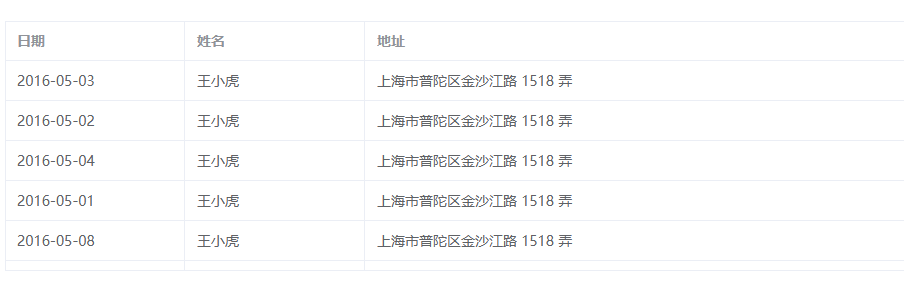 日期 姓名 地址
2016-05-03 王小虎 上海市普陀区金沙江路 1518 弄
2016-05-02 王小虎 上海市普陀区金沙江路 1518 弄
2016-05-04 王小虎 上海市普陀区金沙江路 1518 弄
2016-05-01 王小虎 上海市普陀区金沙江路 1518 弄
2016-05-08 王小虎 上海市普陀区金沙江路 1518 弄